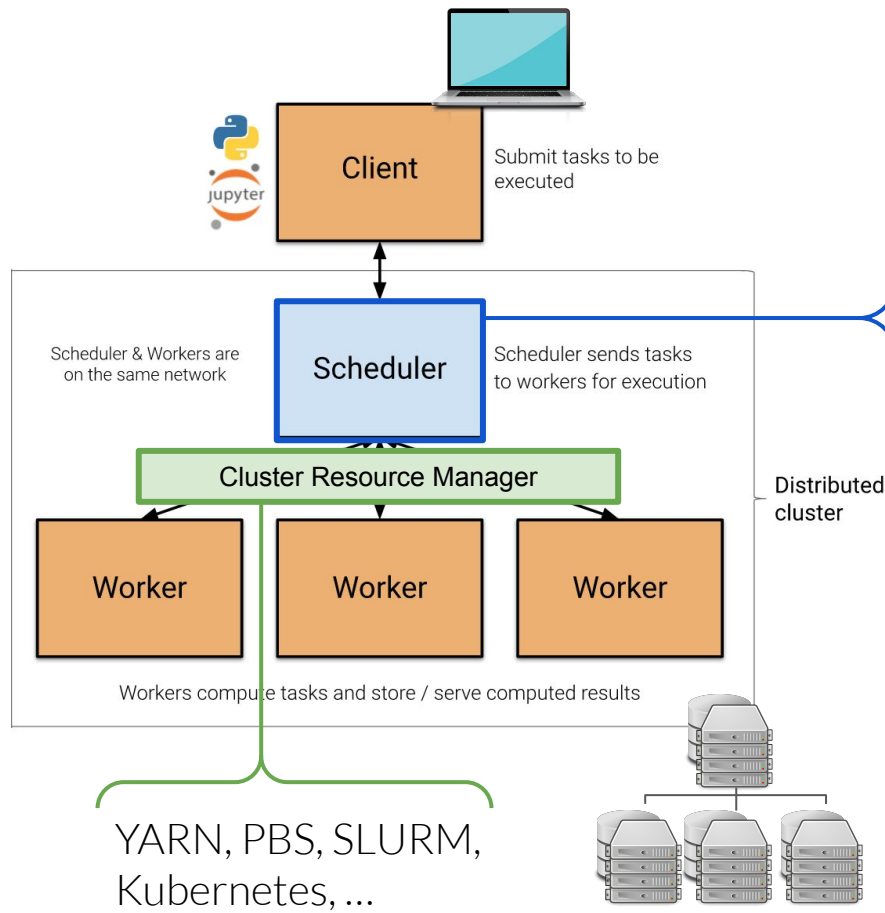 Client
jupyter
Submit tasks to be
executed
Scheduler & Workers are
on the same network
Scheduler
Scheduler sends tasks
to workers for execution
Cluster Resource Manager
Distributed
cluster
Worker
Worker
Worker
Workers compute tasks and store / serve computed results
YARN, PBS, SLURM,
Kubernetes, ...